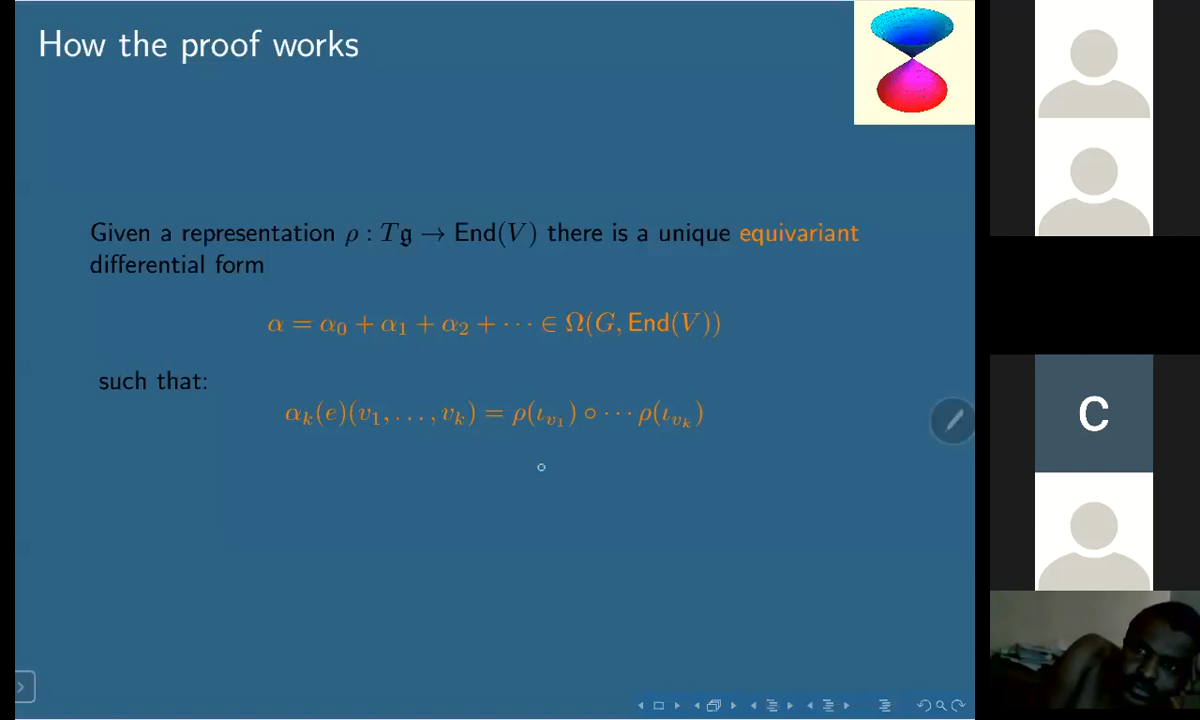 How the proof works
Given a representation ρ : T𝔤 → End(V) there is a unique equivariant
differential form
α = α₀ + α₁ + α₂ + ··· ∈ Ω(G, End(V))
such that:
αₖ(e)(v₁, . . . , vₖ) = ρ(ι_{v₁}) ∘ ··· ρ(ι_{vₖ})
C